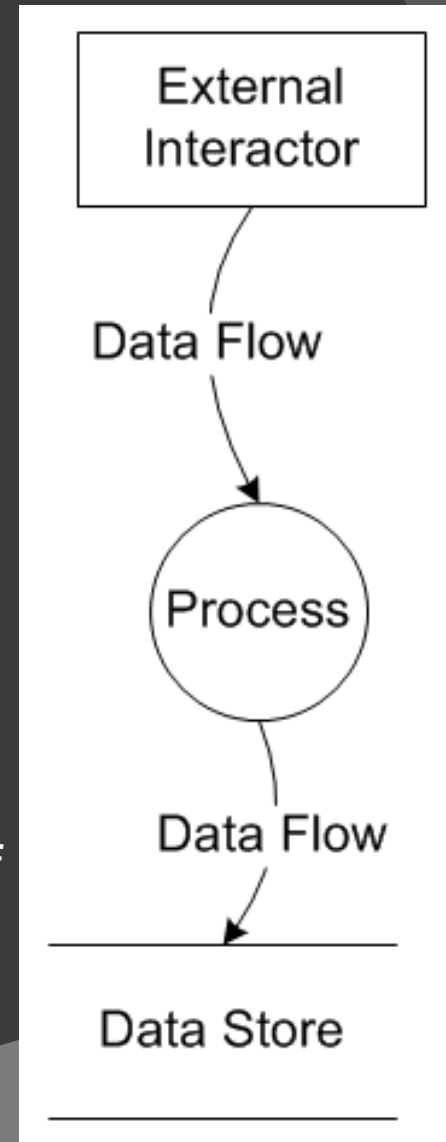 External
Interactor
Data Flow
Process
Data Flow
Data Store